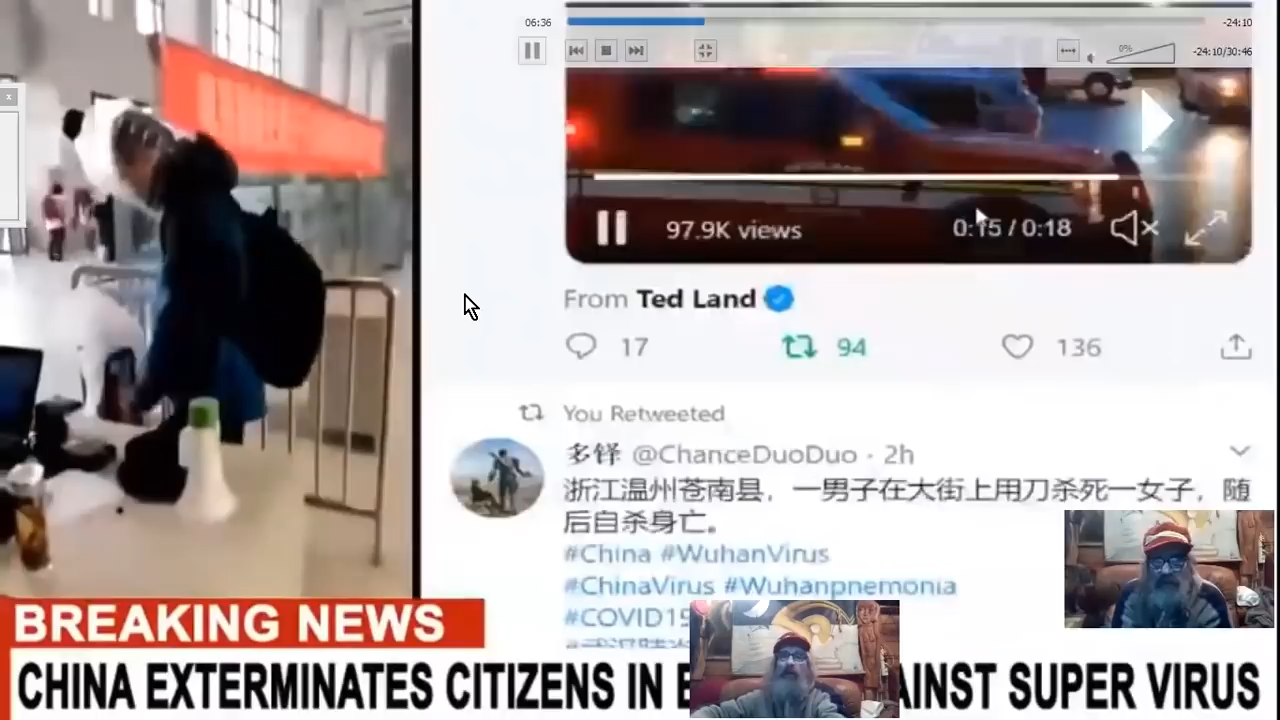 06:36
-24:10
0%
-24:10/30:46
97.9K views
0:15 / 0:18
From Ted Land
17
94
136
You Retweeted
多铎 @ChanceDuoDuo · 2h
浙江温州苍南县，一男子在大街上用刀杀死一女子，随
后自杀身亡。
#China #WuhanVirus
#ChinaVirus #Wuhanpnemonia
#COVID19
BREAKING NEWS
CHINA EXTERMINATES CITIZENS IN SUPER VIRUS